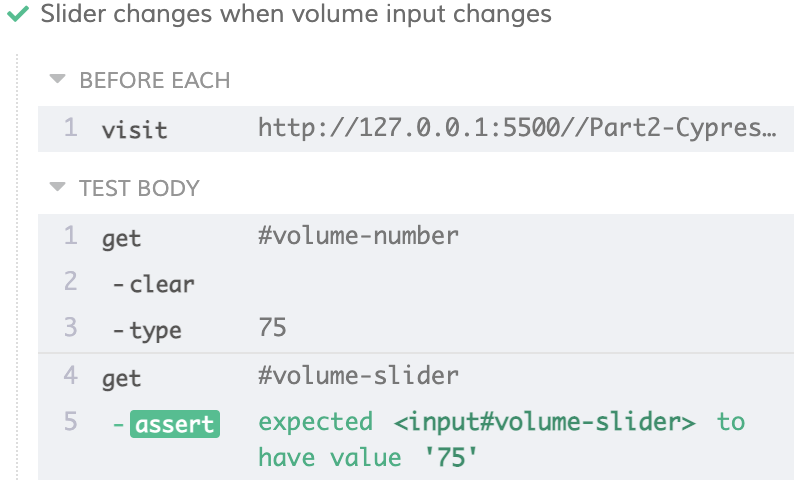 Slider changes when volume input changes
BEFORE EACH
1 visit http://127.0.0.1:5500//Part2-Cypres…
TEST BODY
1 get #volume-number
2 -clear
3 -type 75
4 get #volume-slider
5 -assert expected <input#volume-slider> to
have value '75'